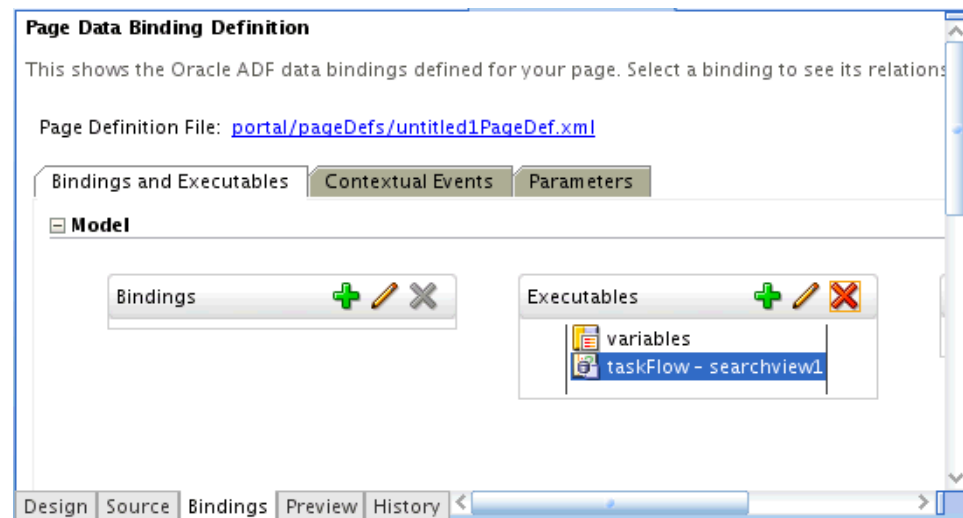 Page Data Binding Definition
This shows the Oracle ADF data bindings defined for your page. Select a binding to see its relations
Page Definition File: portal/pageDefs/untitled1PageDef.xml
Bindings and Executables Contextual Events Parameters
Model
Bindings Executables
variables
taskFlow - searchview1
Design Source Bindings Preview History